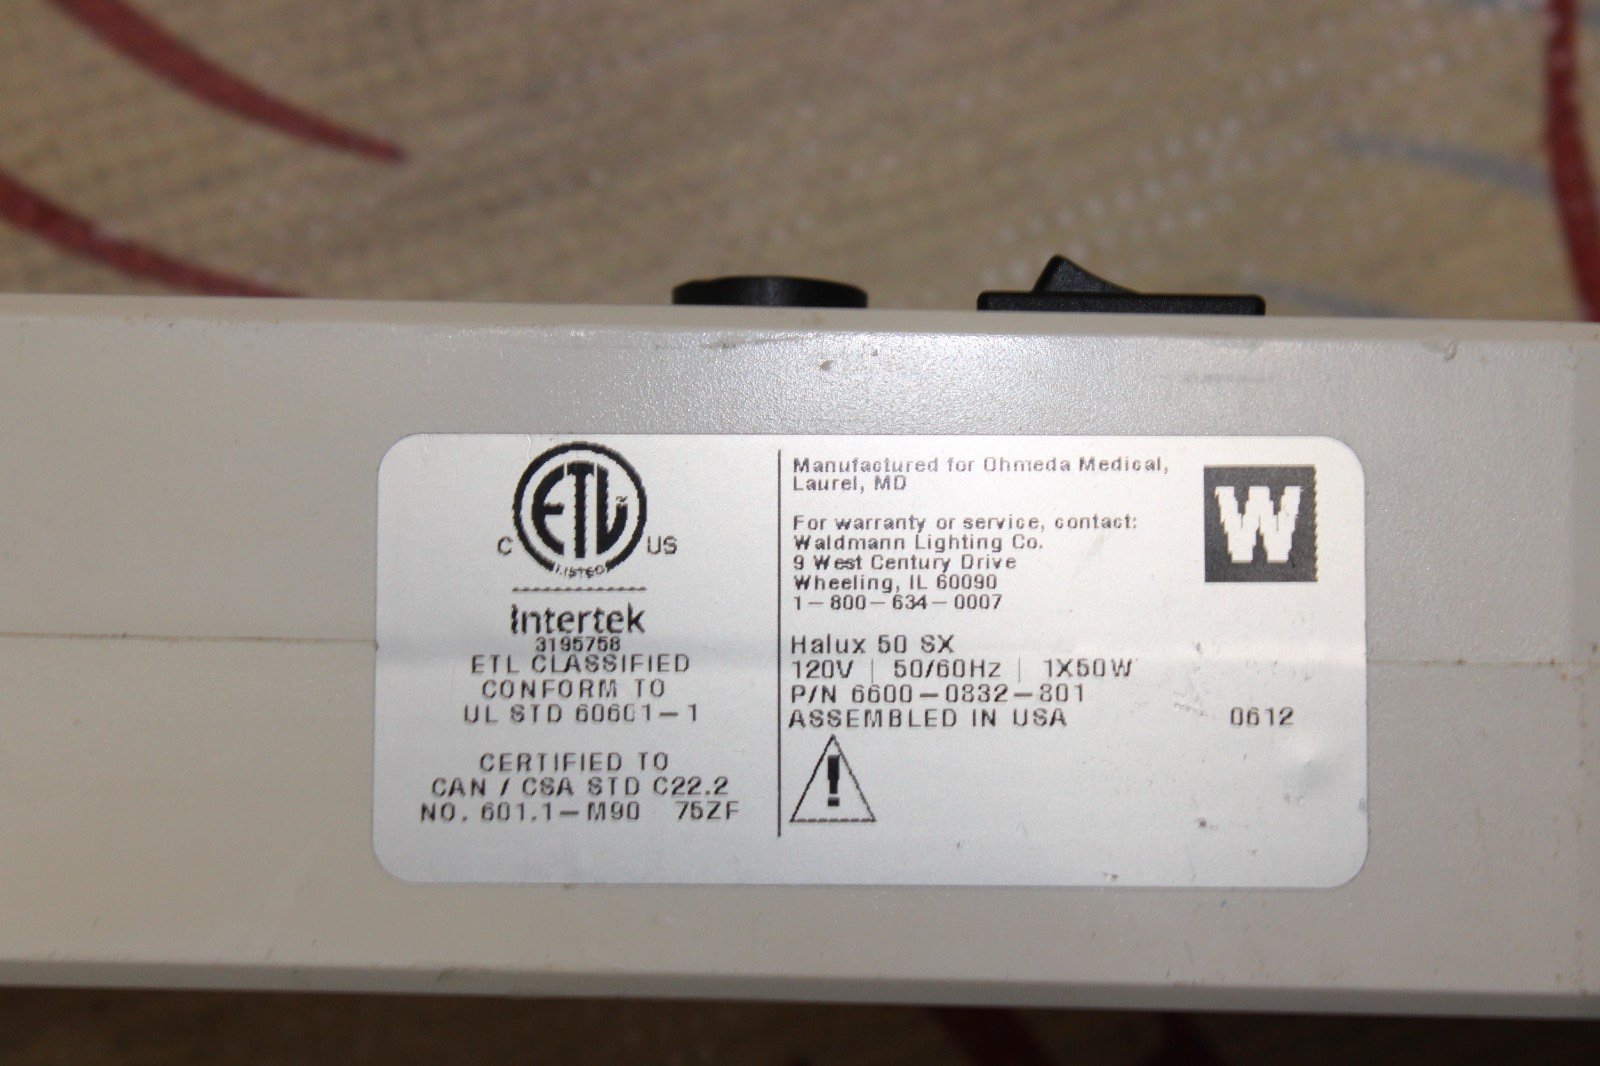 C ETL US
LISTED
Intertek
3195758
ETL CLASSIFIED
CONFORM TO
UL STD 60601-1
CERTIFIED TO
CAN / CSA STD C22.2
NO. 601.1-M90 75ZF
Manufactured for Ohmeda Medical,
Laurel, MD
For warranty or service, contact:
Waldmann Lighting Co.
9 West Century Drive
Wheeling, IL 60090
1-800-634-0007
Halux 50 SX
120V | 50/60Hz | 1X50W
P/N 6600-0832-801
ASSEMBLED IN USA
0612
!
W